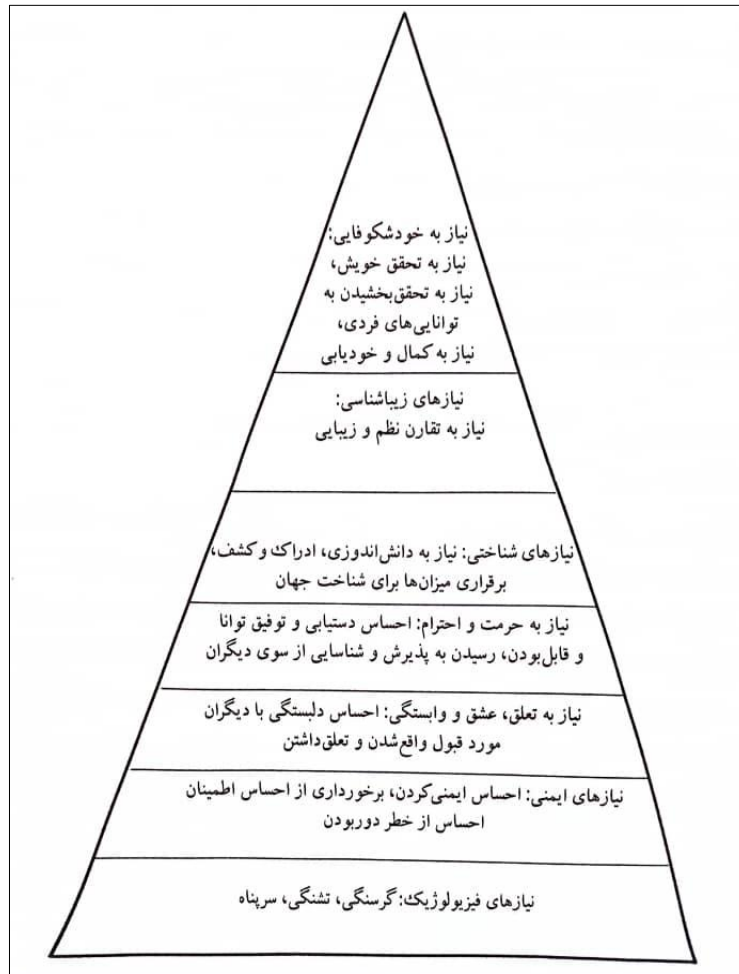 نیاز به خودشکوفایی:
نیاز به تحقق خویش،
نیاز به تحقق‌بخشیدن به
توانایی‌های فردی،
نیاز به کمال و خودیابی
نیازهای زیباشناسی:
نیاز به تقارن نظم و زیبایی
نیازهای شناختی: نیاز به دانش‌اندوزی، ادراک و کشف،
برقراری میزان‌ها برای شناخت جهان
نیاز به حرمت و احترام: احساس دستیابی و توفیق توانا
و قابل‌بودن، رسیدن به پذیرش و شناسایی از سوی دیگران
نیاز به تعلق، عشق و وابستگی: احساس دلبستگی با دیگران
مورد قبول واقع‌شدن و تعلق‌داشتن
نیازهای ایمنی: احساس ایمنی‌کردن، برخورداری از احساس اطمینان
احساس از خطر دوربودن
نیازهای فیزیولوژیک: گرسنگی، تشنگی، سرپناه